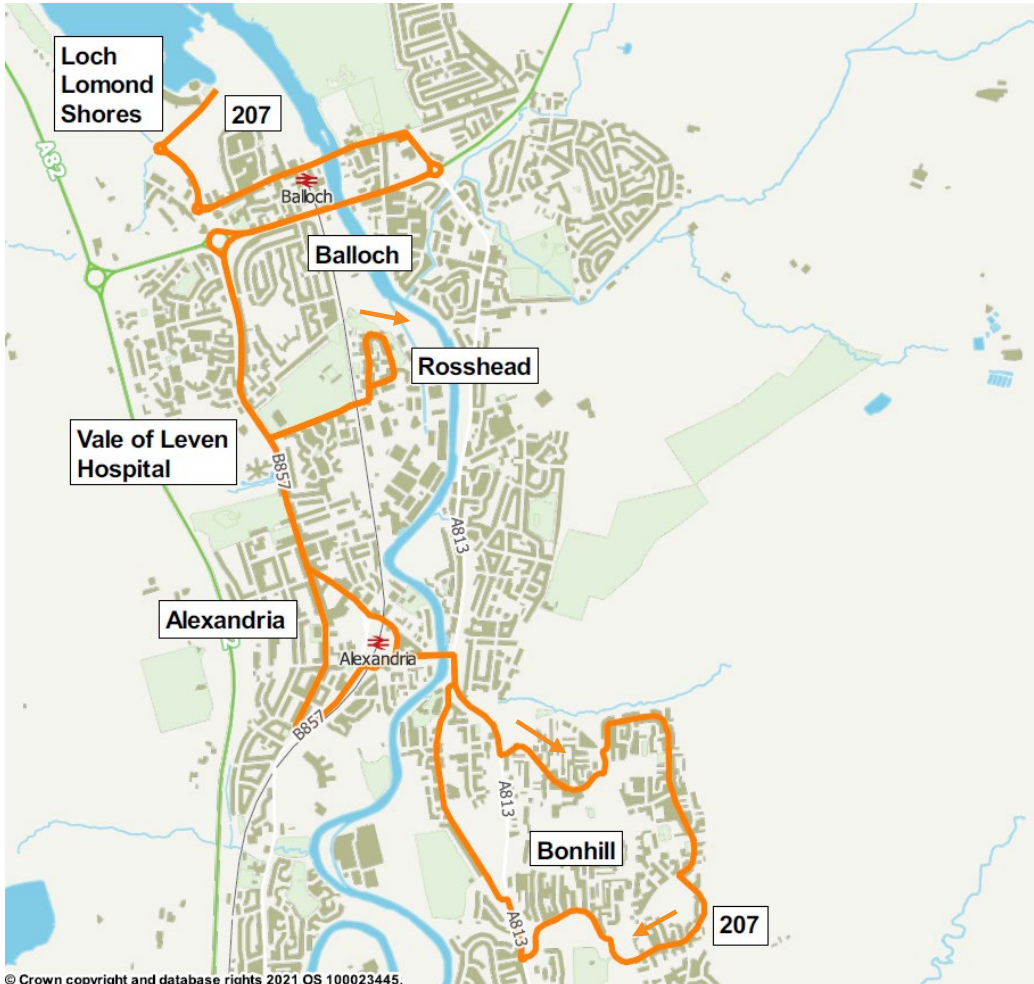 Loch
Lomond
Shores
207
A82
Balloch
Balloch
Rosshead
Vale of Leven
Hospital
B857
A813
Alexandria
2
Alexandria
B857
A813
Bonhill
207
A813
© Crown copyright and database rights 2021 OS 100023445.